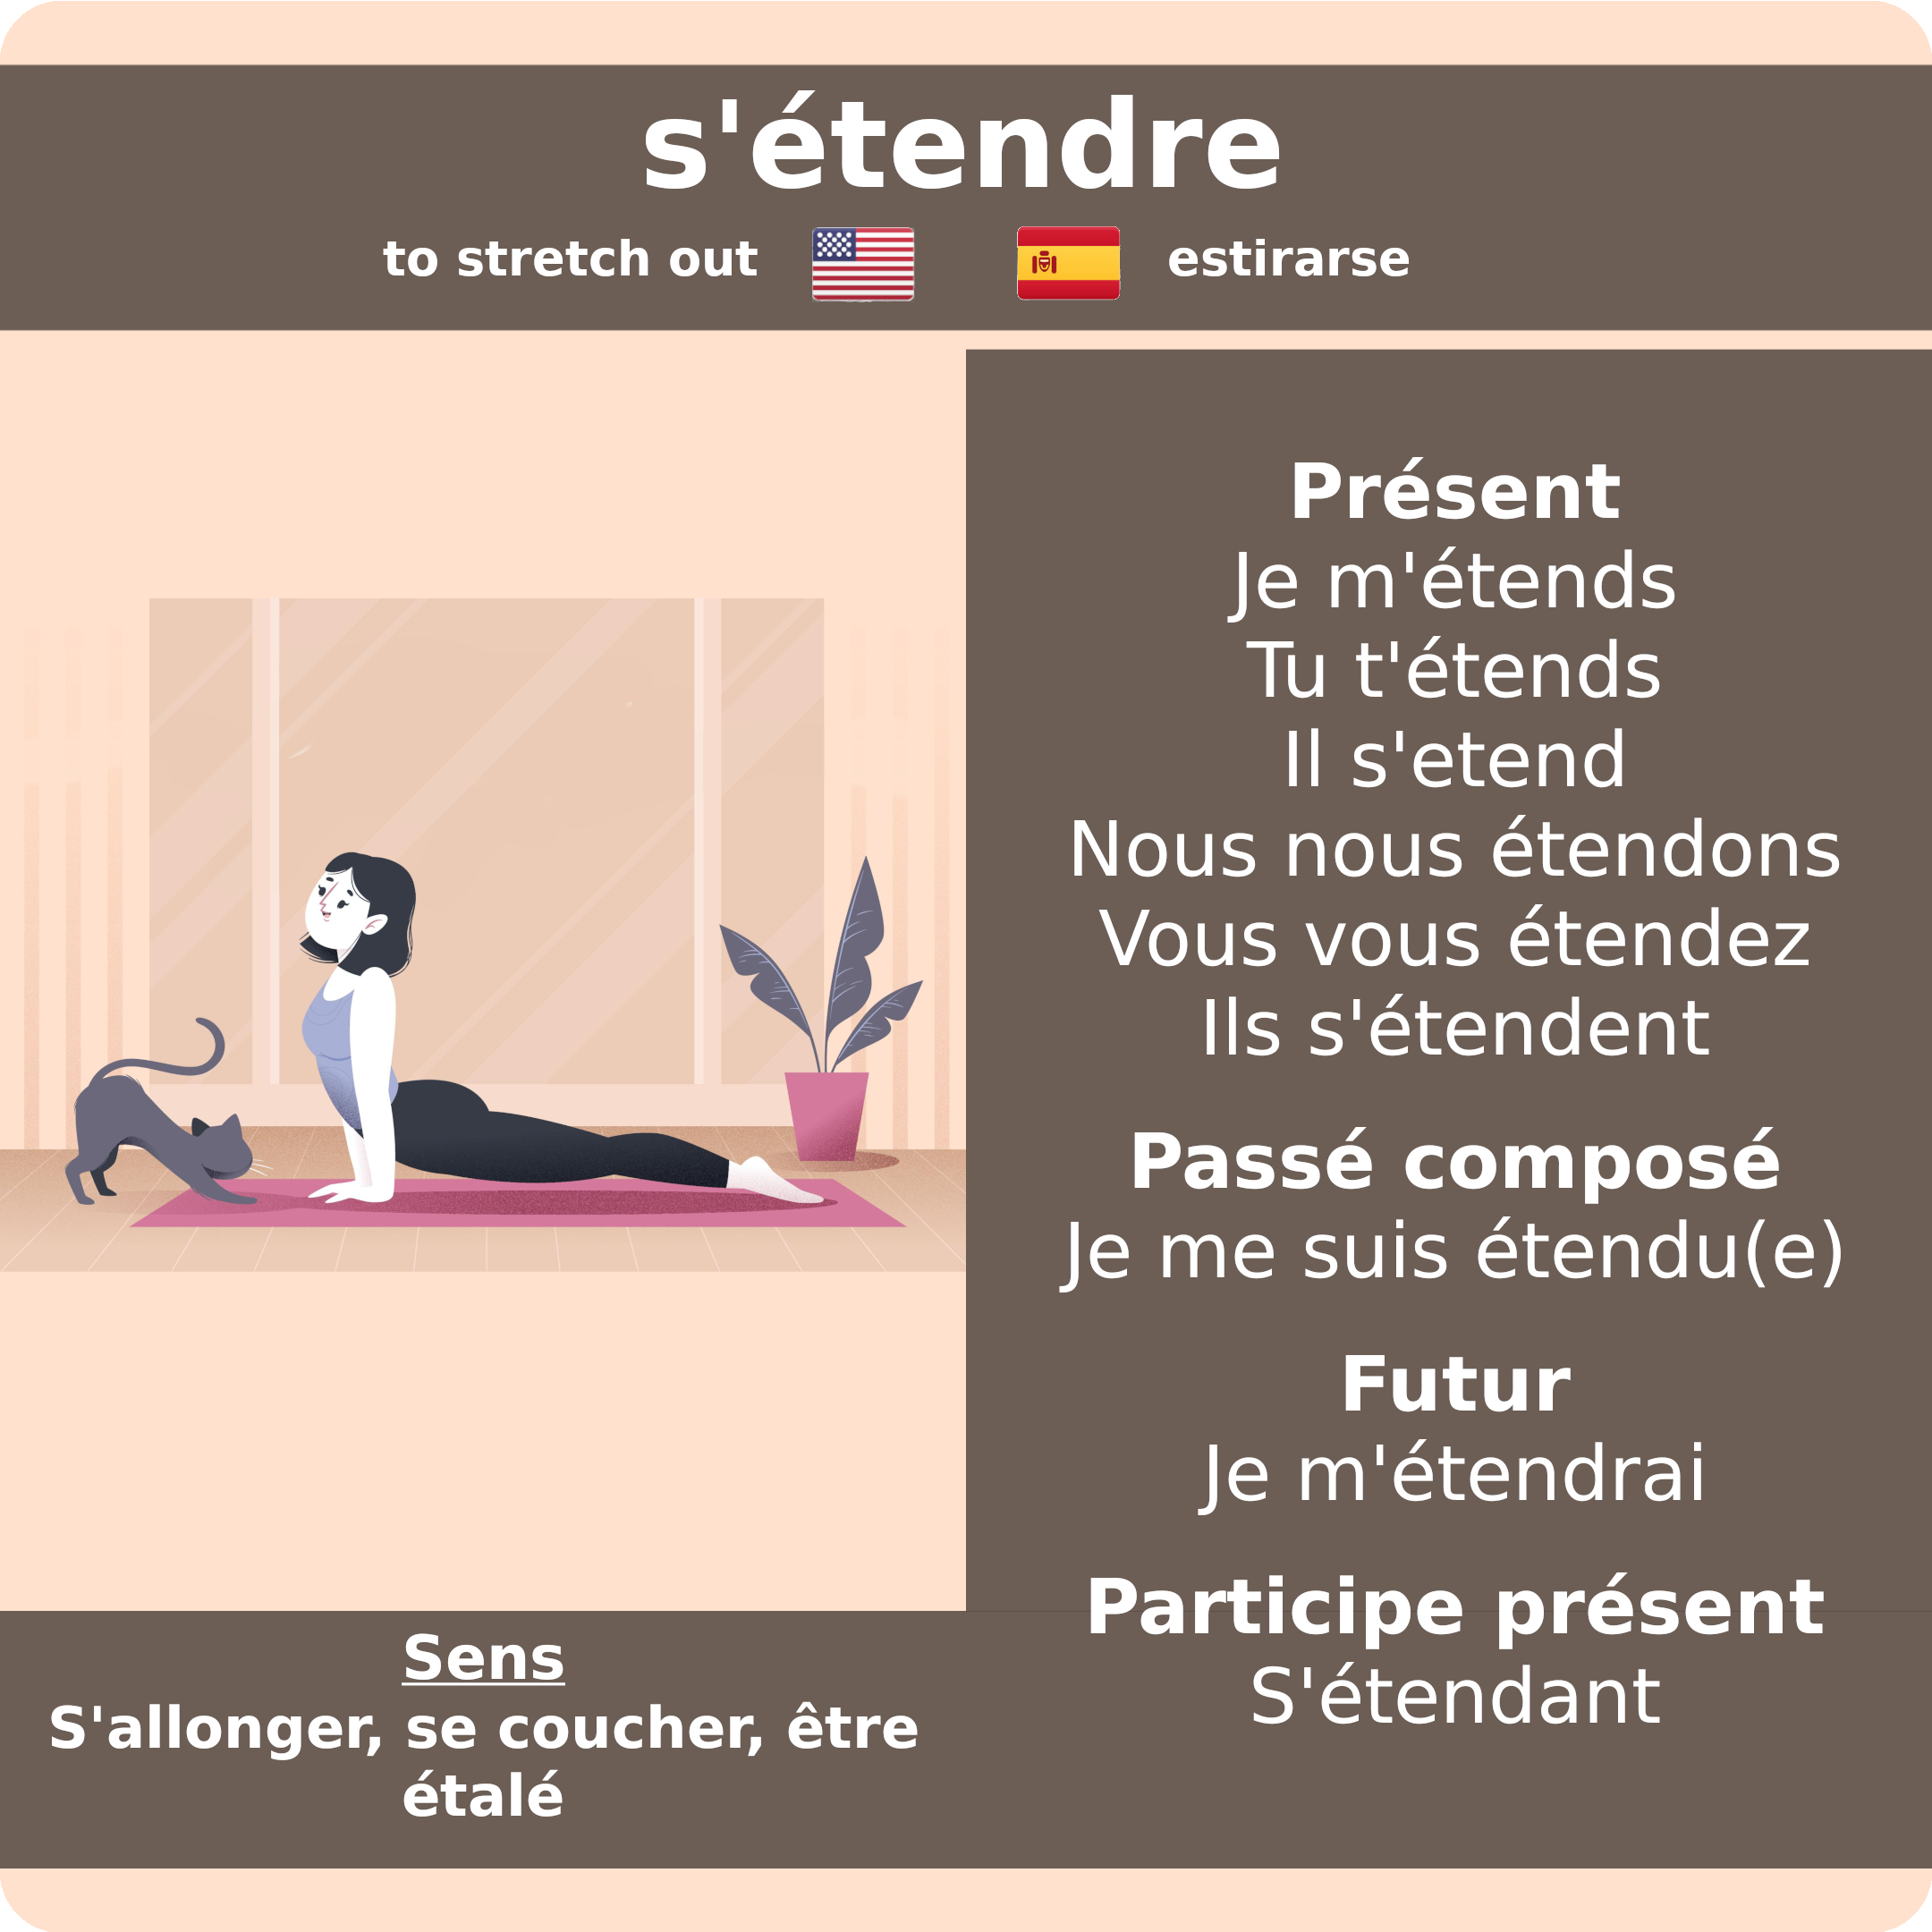 s'étendre
to stretch out estirarse
Présent
Je m'étends
Tu t'étends
Il s'etend
Nous nous étendons
Vous vous étendez
Ils s'étendent
Passé composé
Je me suis étendu(e)
Futur
Je m'étendrai
Participe présent
S'étendant
Sens
S'allonger, se coucher, être
étalé